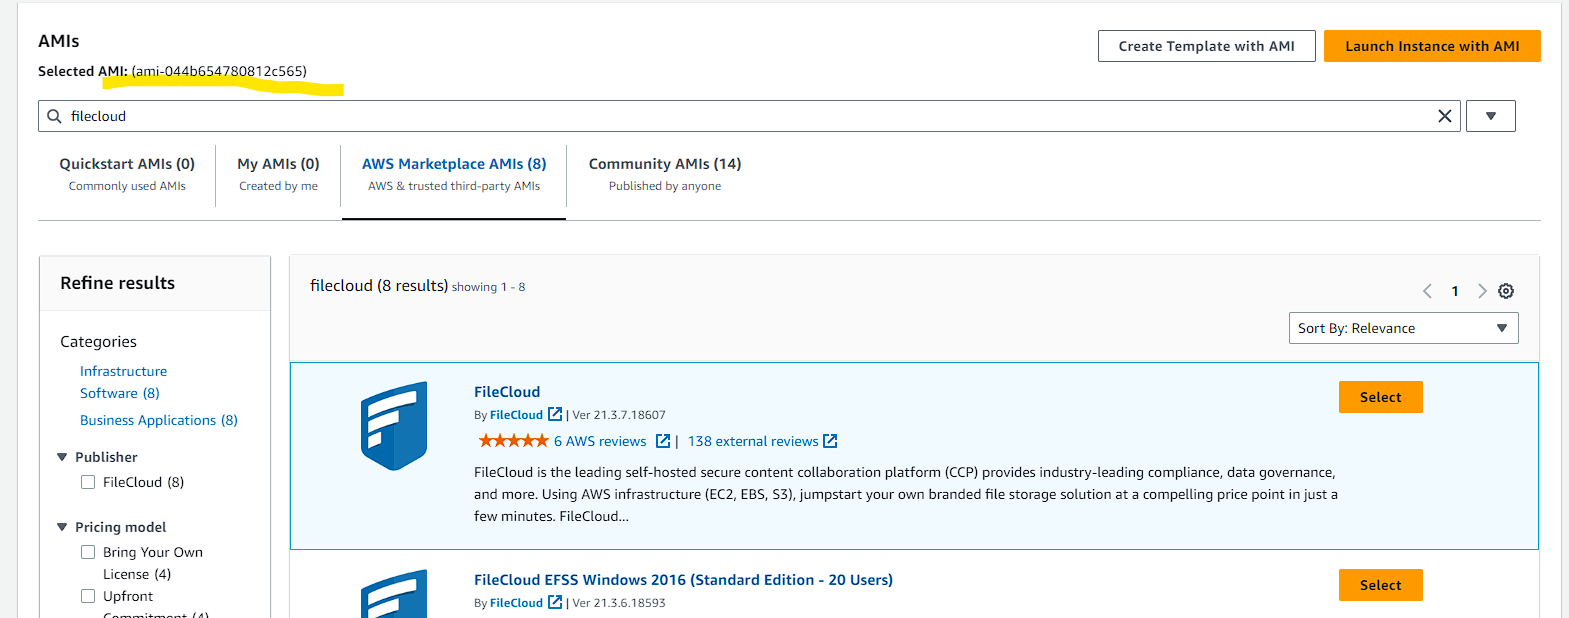 AMIs
Create Template with AMI
Launch Instance with AMI
Selected AMI: (ami-044b654780812c565)
filecloud
Quickstart AMIs (0)
Commonly used AMIs
My AMIs (0)
Created by me
AWS Marketplace AMIs (8)
AWS & trusted third-party AMIs
Community AMIs (14)
Published by anyone
Refine results
Categories
Infrastructure
Software (8)
Business Applications (8)
Publisher
FileCloud (8)
Pricing model
Bring Your Own
License (4)
Upfront
Commitment (4)
filecloud (8 results) showing 1 - 8
1
Sort By: Relevance
FileCloud
Select
By FileCloud | Ver 21.3.7.18607
6 AWS reviews | 138 external reviews
FileCloud is the leading self-hosted secure content collaboration platform (CCP) provides industry-leading compliance, data governance,
and more. Using AWS infrastructure (EC2, EBS, S3), jumpstart your own branded file storage solution at a compelling price point in just a
few minutes. FileCloud...
FileCloud EFSS Windows 2016 (Standard Edition - 20 Users)
Select
By FileCloud | Ver 21.3.6.18593